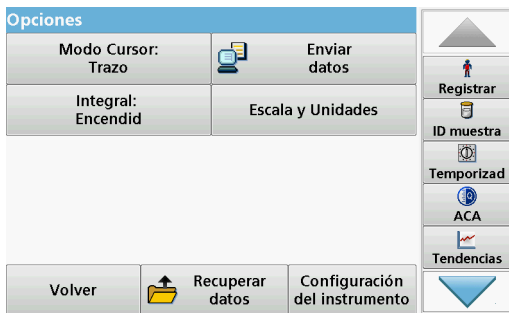 Opciones
Modo Cursor:
Trazo
Enviar
datos
Integral:
Encendid
Escala y Unidades
Volver
Recuperar
datos
Configuración
del instrumento
Registrar
ID muestra
Temporizad
ACA
Tendencias